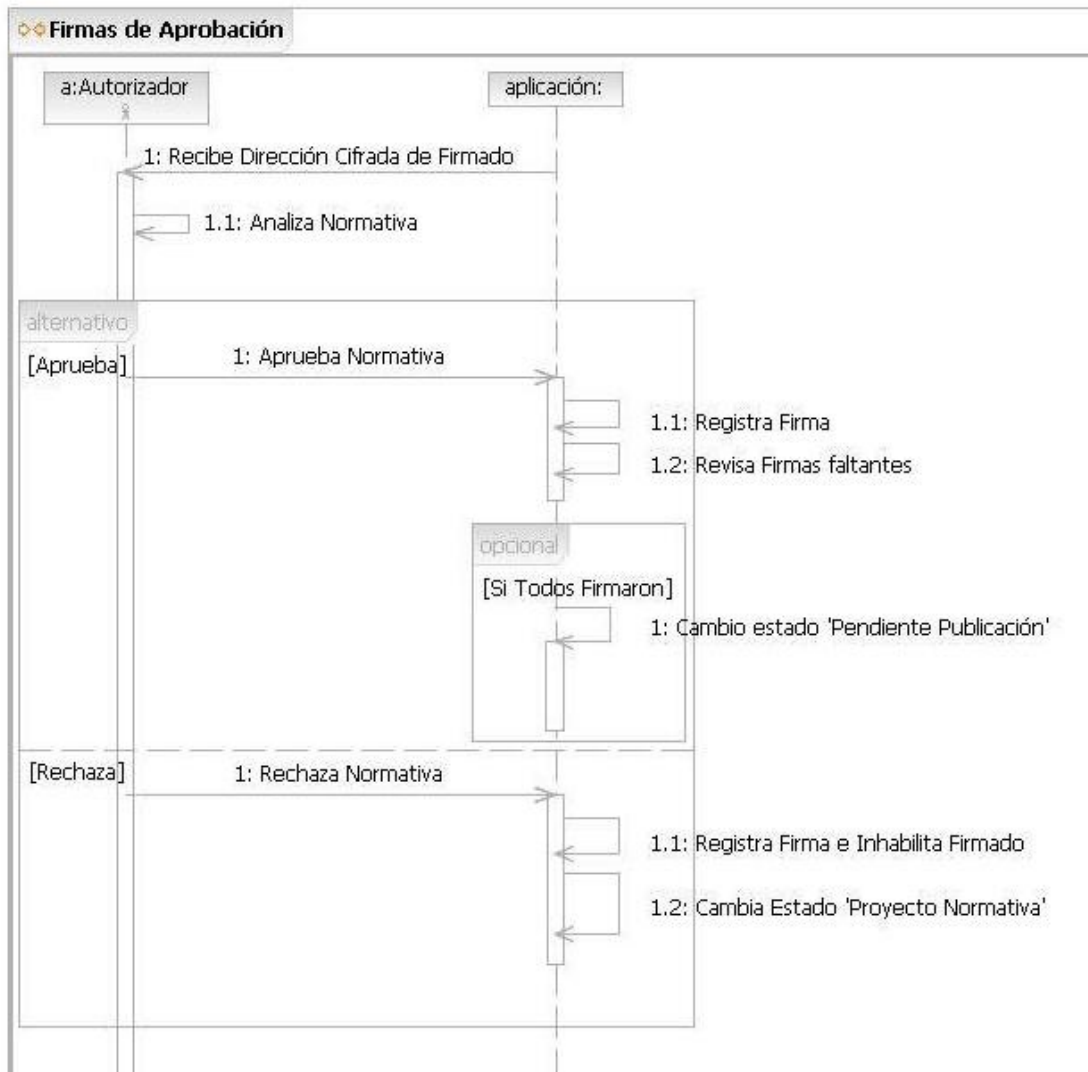 Firmas de Aprobación
a:Autorizador
aplicación:
1: Recibe Dirección Cifrada de Firmado
1.1: Analiza Normativa
alternativo
[Aprueba]
1: Aprueba Normativa
1.1: Registra Firma
1.2: Revisa Firmas faltantes
opcional
[Si Todos Firmaron]
1: Cambio estado 'Pendiente Publicación'
[Rechaza]
1: Rechaza Normativa
1.1: Registra Firma e Inhabilita Firmado
1.2: Cambia Estado 'Proyecto Normativa'